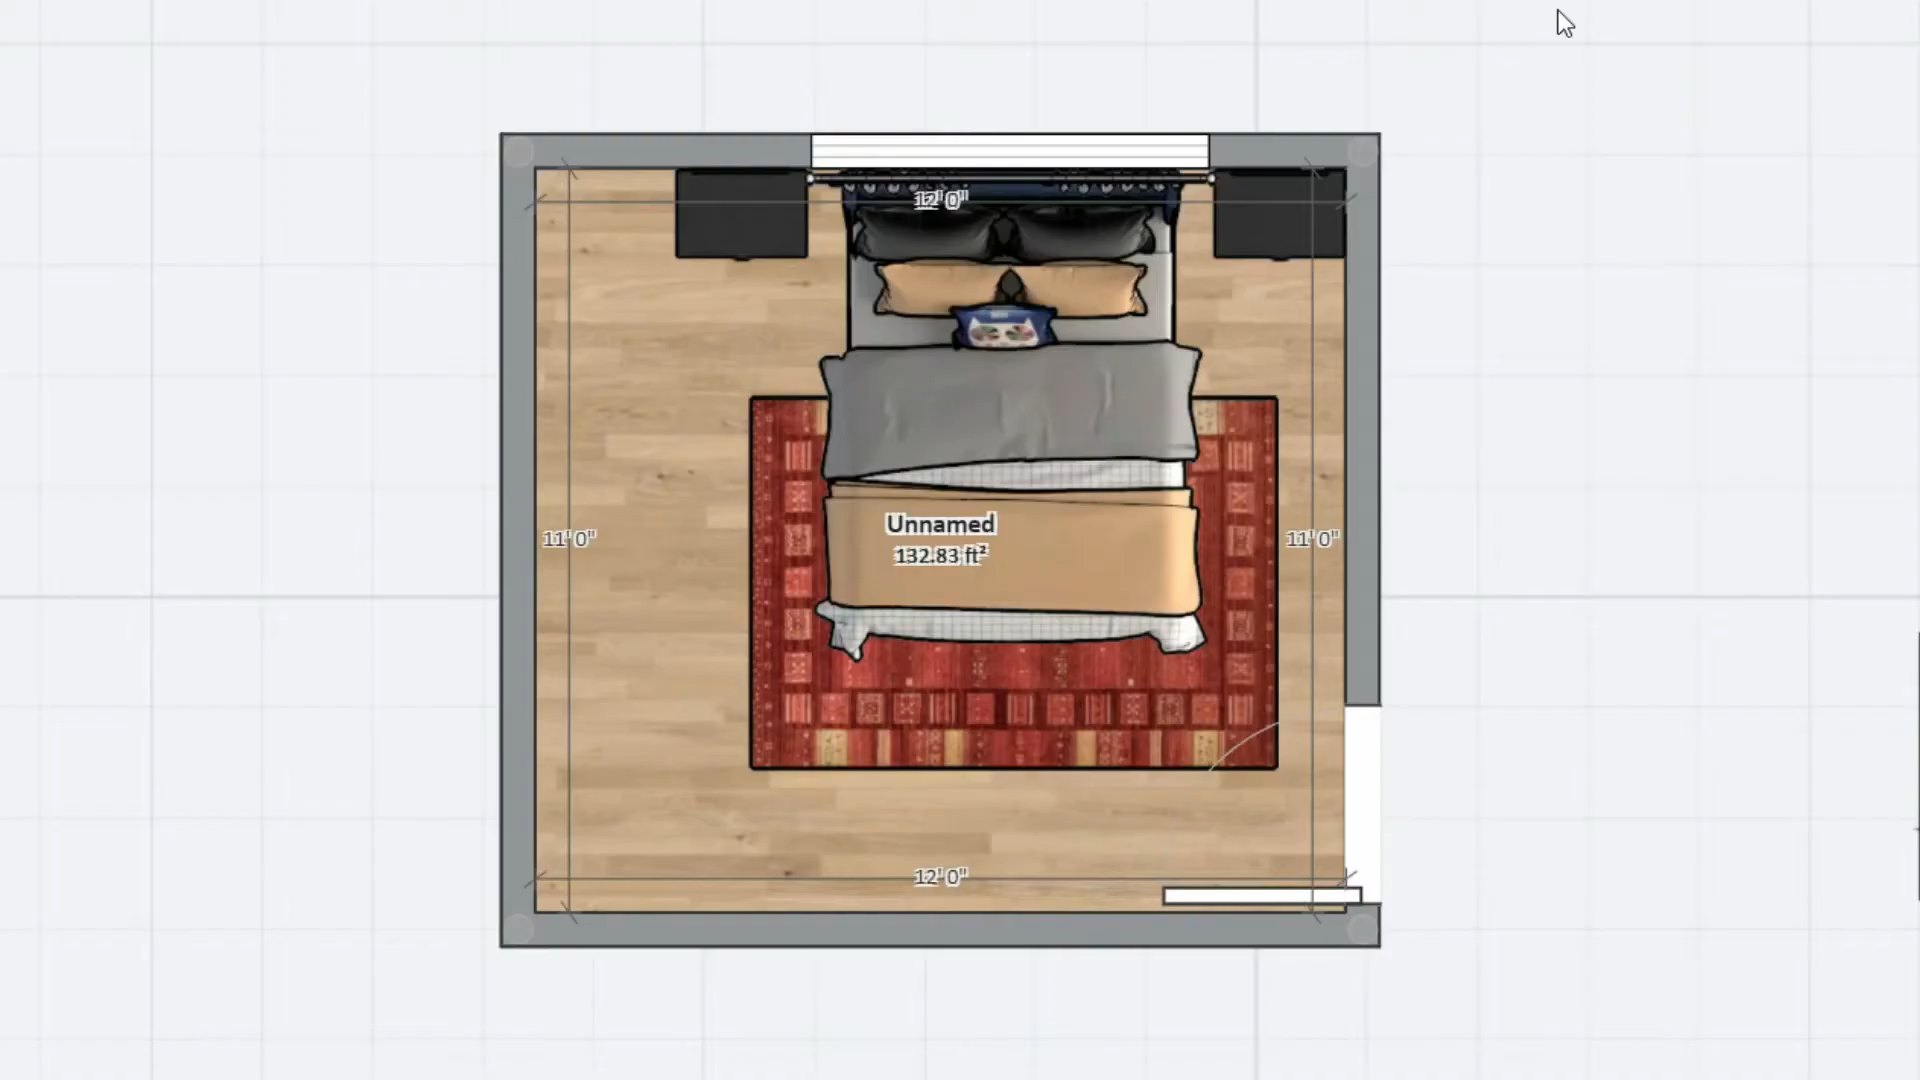 12' 0"
Unnamed
132.83 ft²
11' 0"
11' 0"
12' 0"